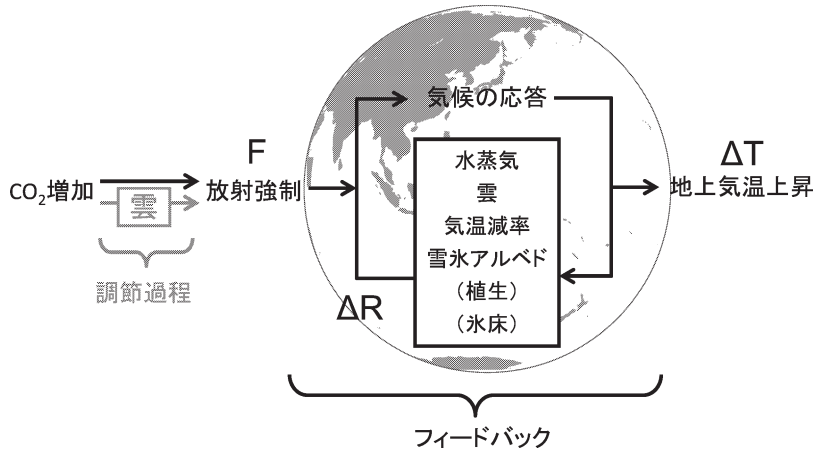 CO₂増加
雲
調節過程
F
放射強制
気候の応答
水蒸気
雲
気温減率
雪氷アルベド
（植生）
（氷床）
ΔR
ΔT
地上気温上昇
フィードバック